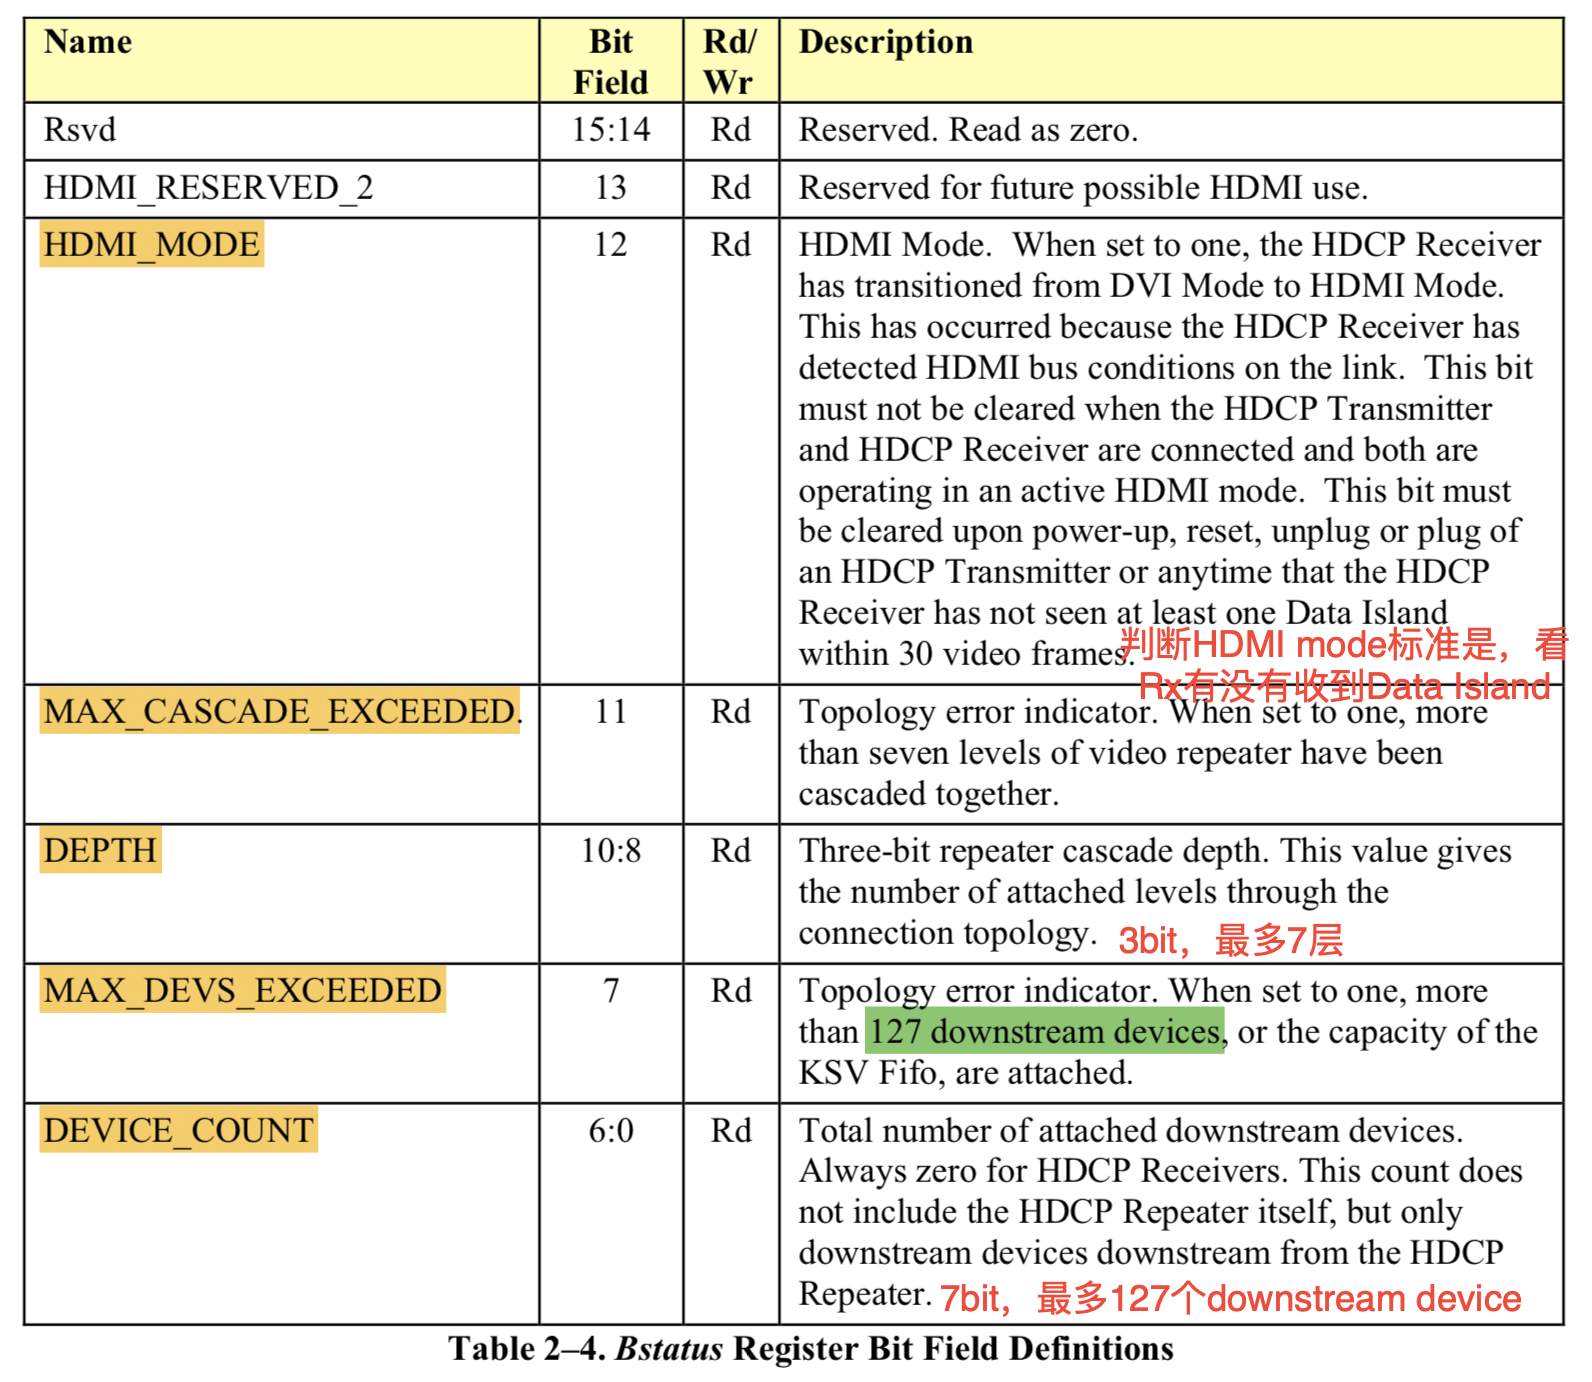 Name
Bit
Field
Rd/
Wr
Description
Rsvd
15:14
Rd
Reserved. Read as zero.
HDMI_RESERVED_2
13
Rd
Reserved for future possible HDMI use.
HDMI_MODE
12
Rd
HDMI Mode.  When set to one, the HDCP Receiver
has transitioned from DVI Mode to HDMI Mode.
This has occurred because the HDCP Receiver has
detected HDMI bus conditions on the link.  This bit
must not be cleared when the HDCP Transmitter
and HDCP Receiver are connected and both are
operating in an active HDMI mode.  This bit must
be cleared upon power-up, reset, unplug or plug of
an HDCP Transmitter or anytime that the HDCP
Receiver has not seen at least one Data Island
within 30 video frames.
判断HDMI mode标准是，看
Rx有没有收到Data Island
MAX_CASCADE_EXCEEDED.
11
Rd
Topology error indicator. When set to one, more
than seven levels of video repeater have been
cascaded together.
DEPTH
10:8
Rd
Three-bit repeater cascade depth. This value gives
the number of attached levels through the
connection topology.
3bit，最多7层
MAX_DEVS_EXCEEDED
7
Rd
Topology error indicator. When set to one, more
than 127 downstream devices, or the capacity of the
KSV Fifo, are attached.
DEVICE_COUNT
6:0
Rd
Total number of attached downstream devices.
Always zero for HDCP Receivers. This count does
not include the HDCP Repeater itself, but only
downstream devices downstream from the HDCP
Repeater.
7bit，最多127个downstream device
Table 2–4. Bstatus Register Bit Field Definitions